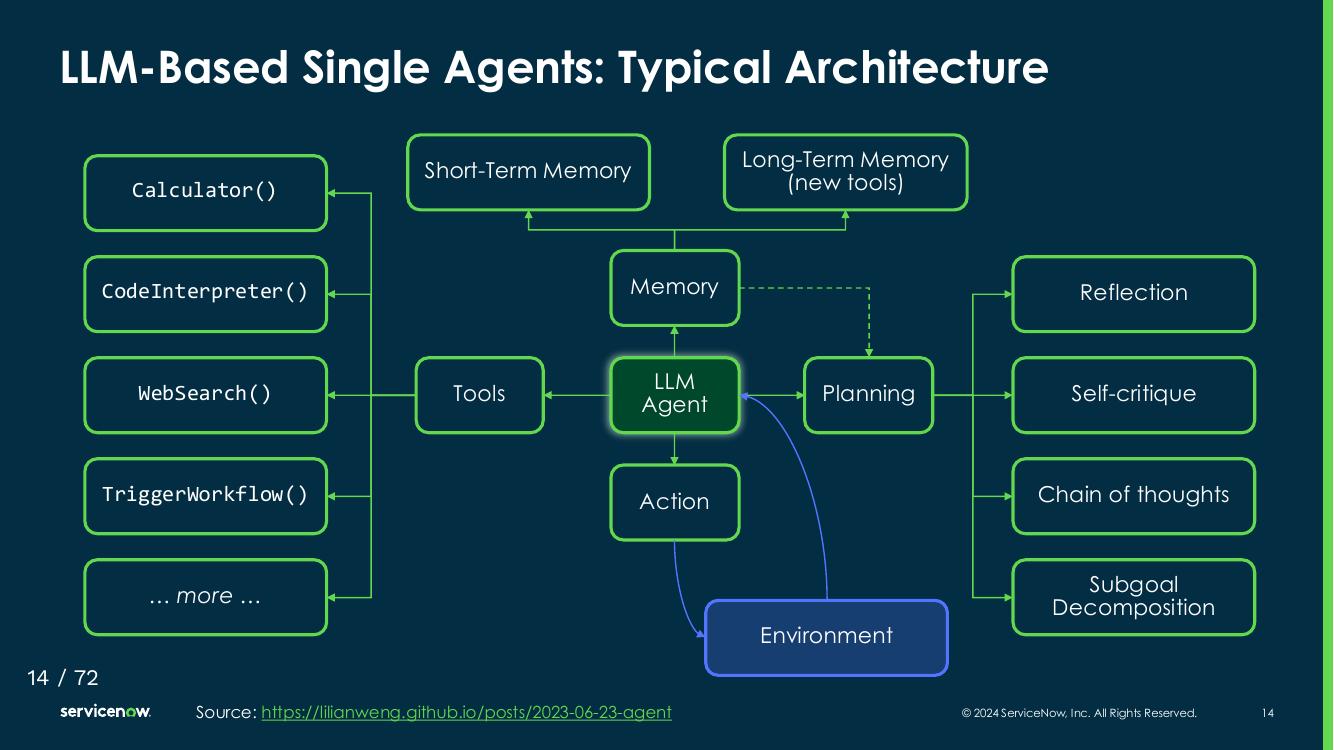 LLM-Based Single Agents: Typical Architecture
Short-Term Memory
Long-Term Memory
(new tools)
Calculator()
CodeInterpreter()
WebSearch()
TriggerWorkflow()
… more …
Tools
Memory
LLM
Agent
Action
Planning
Environment
Reflection
Self-critique
Chain of thoughts
Subgoal
Decomposition
14 / 72
servicenow.
Source: https://lilianweng.github.io/posts/2023-06-23-agent
© 2024 ServiceNow, Inc. All Rights Reserved.
14